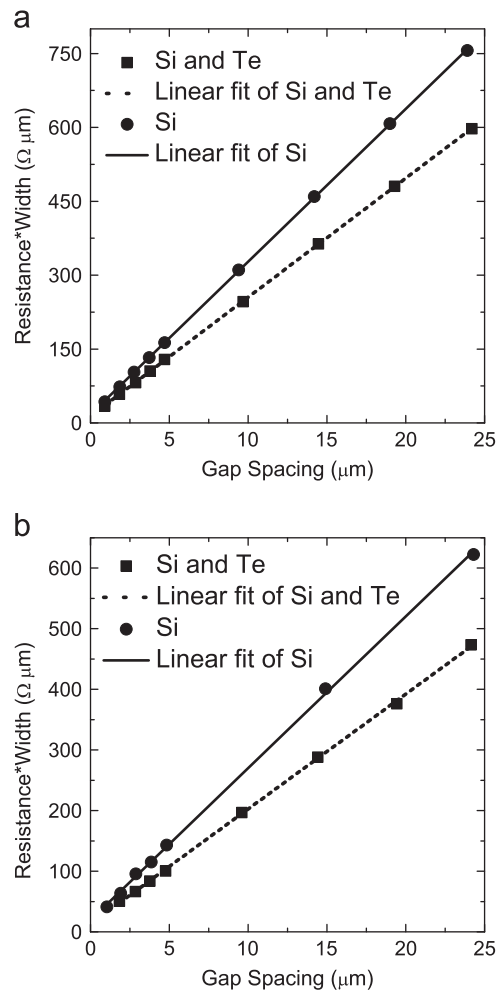 a
750
600
450
300
150
0
Resistance*Width (Ω μm)
Si and Te
Linear fit of Si and Te
Si
Linear fit of Si
0 5 10 15 20 25
Gap Spacing (μm)
b
600
500
400
300
200
100
0
Resistance*Width (Ω μm)
Si and Te
Linear fit of Si and Te
Si
Linear fit of Si
0 5 10 15 20 25
Gap Spacing (μm)